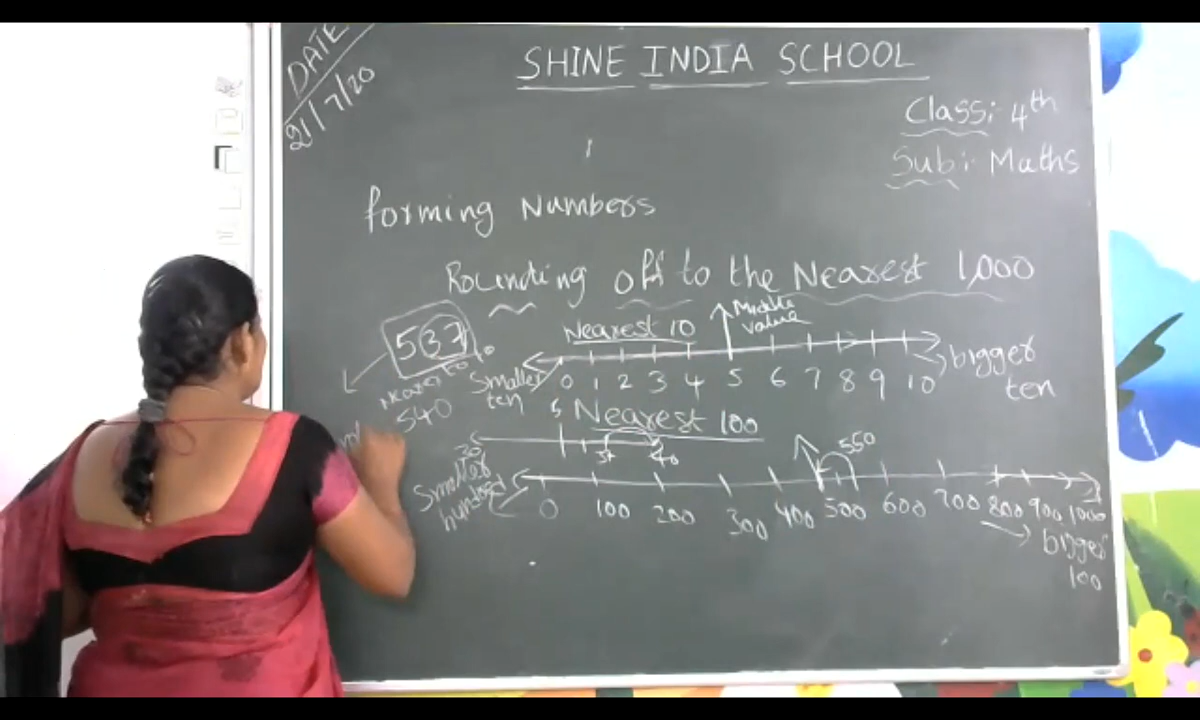 DATE
21/7/20
SHINE INDIA SCHOOL
Class:- 4th
Sub:- Maths
Forming Numbers
Rounding off to the Nearest 1,000
537
Nearest 10
Middle
value
540
Smaller
ten
0 1 2 3 4 5 6 7 8 9 10
bigger
ten
Nearest 100
30
40
550
Smaller
hundred
0 100 200 300 400 500 600 700 800 900 1000
bigger
100